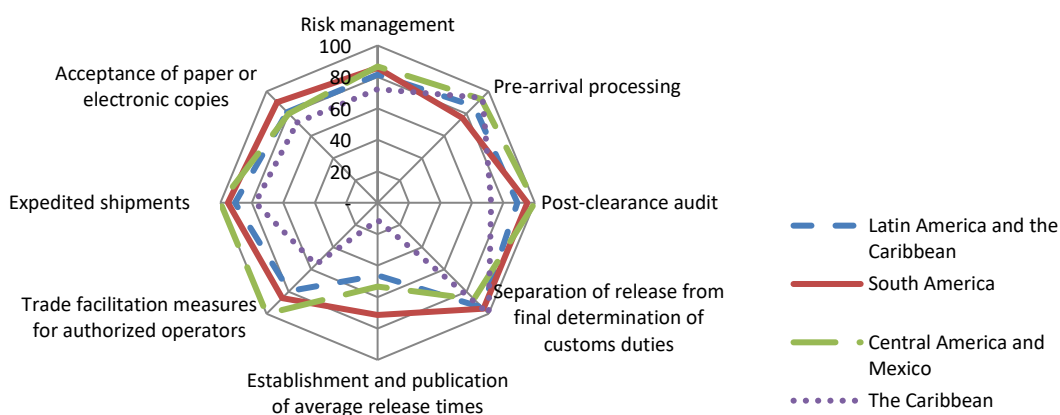 Risk management
100
80
60
40
20
-
Pre-arrival processing
Post-clearance audit
Separation of release from
final determination of
customs duties
Establishment and publication
of average release times
Trade facilitation measures
for authorized operators
Expedited shipments
Acceptance of paper or
electronic copies
Latin America and the
Caribbean
South America
Central America and
Mexico
The Caribbean